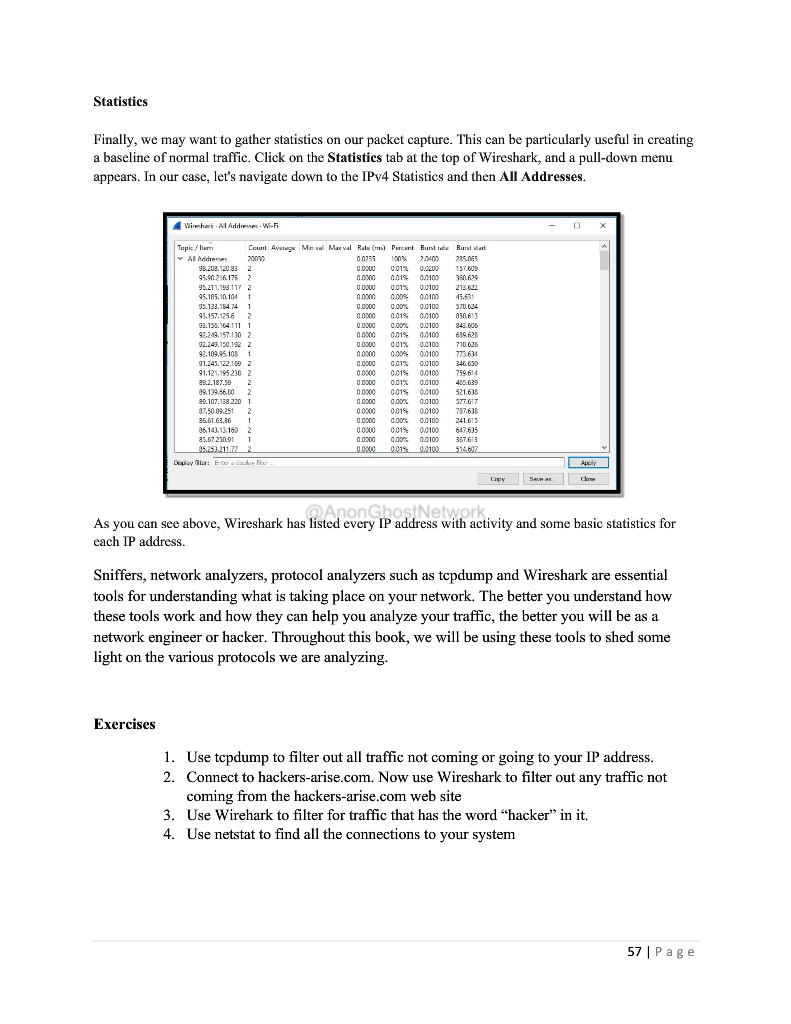 Statistics
Finally, we may want to gather statistics on our packet capture. This can be particularly useful in creating
a baseline of normal traffic. Click on the Statistics tab at the top of Wireshark, and a pull-down menu
appears. In our case, let's navigate down to the IPv4 Statistics and then All Addresses.
Wireshark · All Addresses · Wi-Fi
Topic / Item Count Average Min val Max val Rate (ms) Percent Burst rate Burst start
All Addresses 20030 0.0235 100% 2.0400 285.065
98.208.120.83 2 0.0000 0.01% 0.0200 157.609
95.90.216.176 2 0.0000 0.01% 0.0100 360.629
95.211.193.117 2 0.0000 0.01% 0.0100 213.622
95.185.10.104 1 0.0000 0.00% 0.0100 45.631
95.133.184.74 1 0.0000 0.00% 0.0100 570.624
93.157.125.6 2 0.0000 0.01% 0.0100 850.613
93.156.164.111 1 0.0000 0.00% 0.0100 843.606
92.249.157.130 2 0.0000 0.01% 0.0100 689.628
92.249.150.192 2 0.0000 0.01% 0.0100 710.626
92.189.95.108 1 0.0000 0.00% 0.0100 773.634
91.245.122.169 2 0.0000 0.01% 0.0100 346.650
91.121.195.238 2 0.0000 0.01% 0.0100 759.614
89.2.187.59 2 0.0000 0.01% 0.0100 465.639
89.139.66.60 2 0.0000 0.01% 0.0100 521.638
89.107.138.220 1 0.0000 0.00% 0.0100 577.617
87.50.89.251 2 0.0000 0.01% 0.0100 787.638
86.61.63.86 1 0.0000 0.00% 0.0100 241.615
86.143.13.160 2 0.0000 0.01% 0.0100 647.635
85.67.250.91 1 0.0000 0.00% 0.0100 367.613
85.253.211.77 2 0.0000 0.01% 0.0100 514.607
Display filter: Enter a display filter ... Apply
Copy Save as... Close
@AnonGhostNetwork
As you can see above, Wireshark has listed every IP address with activity and some basic statistics for
each IP address.
Sniffers, network analyzers, protocol analyzers such as tcpdump and Wireshark are essential
tools for understanding what is taking place on your network. The better you understand how
these tools work and how they can help you analyze your traffic, the better you will be as a
network engineer or hacker. Throughout this book, we will be using these tools to shed some
light on the various protocols we are analyzing.
Exercises
1. Use tcpdump to filter out all traffic not coming or going to your IP address.
2. Connect to hackers-arise.com. Now use Wireshark to filter out any traffic not
coming from the hackers-arise.com web site
3. Use Wirehark to filter for traffic that has the word “hacker” in it.
4. Use netstat to find all the connections to your system
57 | Page